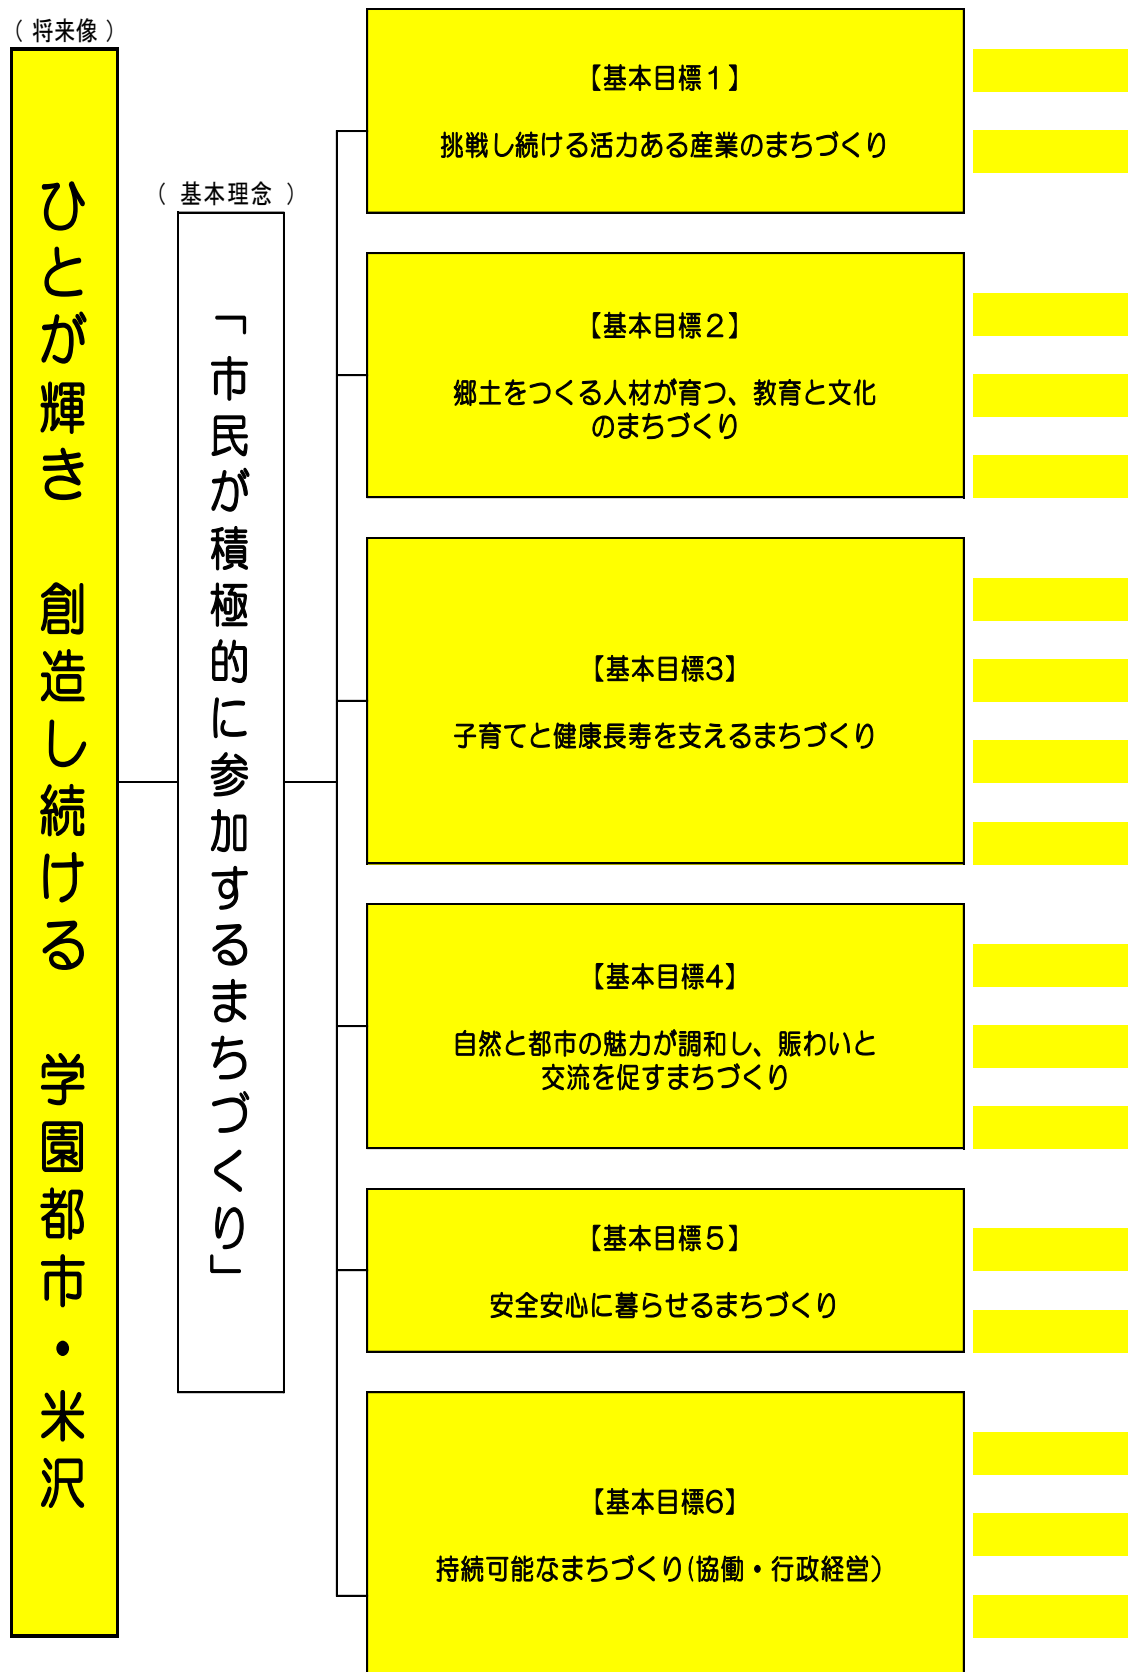 （ 将来像 ）
ひとが輝き　創造し続ける　学園都市・米沢
（ 基本理念 ）
「市民が積極的に参加するまちづくり」
【基本目標１】
挑戦し続ける活力ある産業のまちづくり
【基本目標２】
郷土をつくる人材が育つ、教育と文化
のまちづくり
【基本目標3】
子育てと健康長寿を支えるまちづくり
【基本目標4】
自然と都市の魅力が調和し、賑わいと
交流を促すまちづくり
【基本目標５】
安全安心に暮らせるまちづくり
【基本目標6】
持続可能なまちづくり(協働・行政経営）